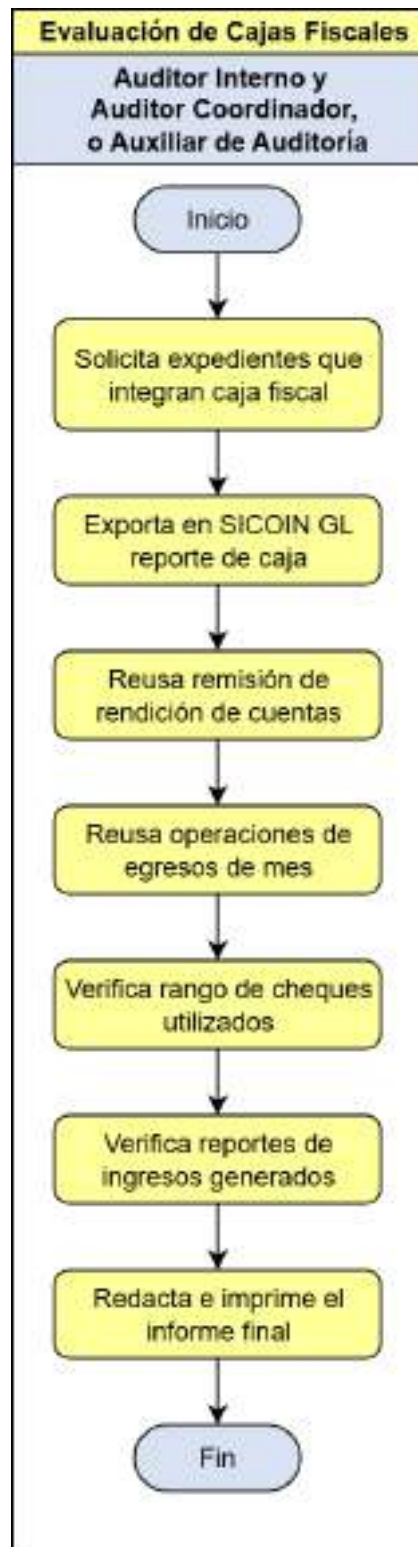 Evaluación de Cajas Fiscales
Auditor Interno y
Auditor Coordinador,
o Auxiliar de Auditoría
Inicio
Solicita expedientes que
integran caja fiscal
Exporta en SICOIN GL
reporte de caja
Reusa remisión de
rendición de cuentas
Reusa operaciones de
egresos de mes
Verifica rango de cheques
utilizados
Verifica reportes de
ingresos generados
Redacta e imprime el
informe final
Fin